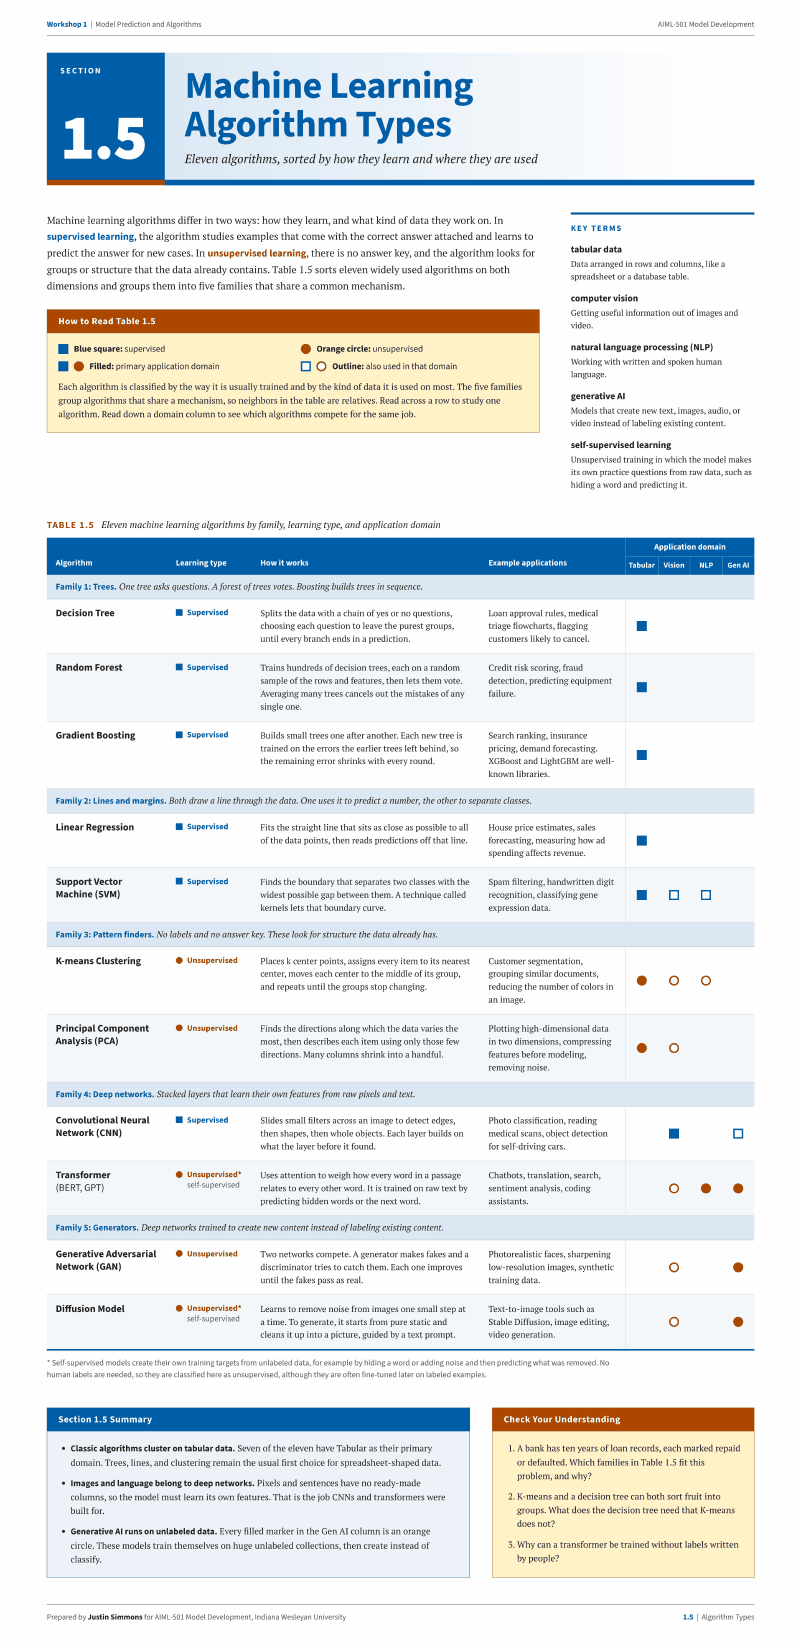 Workshop 1 | Model Prediction and Algorithms
AIML-501 Model Development
SECTION
1.5
Machine Learning
Algorithm Types
Eleven algorithms, sorted by how they learn and where they are used
Machine learning algorithms differ in two ways: how they learn, and what kind of data they work on. In
supervised learning, the algorithm studies examples that come with the correct answer attached and learns to
predict the answer for new cases. In unsupervised learning, there is no answer key, and the algorithm looks for
groups or structure that the data already contains. Table 1.5 sorts eleven widely used algorithms on both
dimensions and groups them into five families that share a common mechanism.
How to Read Table 1.5
Blue square: supervised
Orange circle: unsupervised
Filled: primary application domain
Outline: also used in that domain
Each algorithm is classified by the way it is usually trained and by the kind of data it is used on most. The five families
group algorithms that share a mechanism, so neighbors in the table are relatives. Read across a row to study one
algorithm. Read down a domain column to see which algorithms compete for the same job.
KEY TERMS
tabular data
Data arranged in rows and columns, like a
spreadsheet or a database table.
computer vision
Getting useful information out of images and
video.
natural language processing (NLP)
Working with written and spoken human
language.
generative AI
Models that create new text, images, audio, or
video instead of labeling existing content.
self-supervised learning
Unsupervised training in which the model makes
its own practice questions from raw data, such as
hiding a word and predicting it.
TABLE 1.5 Eleven machine learning algorithms by family, learning type, and application domain
Application domain
Algorithm
Learning type
How it works
Example applications
Tabular
Vision
NLP
Gen AI
Family 1: Trees. One tree asks questions. A forest of trees votes. Boosting builds trees in sequence.
Decision Tree
Supervised
Splits the data with a chain of yes or no questions,
choosing each question to leave the purest groups,
until every branch ends in a prediction.
Loan approval rules, medical
triage flowcharts, flagging
customers likely to cancel.
Random Forest
Supervised
Trains hundreds of decision trees, each on a random
sample of the rows and features, then lets them vote.
Averaging many trees cancels out the mistakes of any
single one.
Credit risk scoring, fraud
detection, predicting equipment
failure.
Gradient Boosting
Supervised
Builds small trees one after another. Each new tree is
trained on the errors the earlier trees left behind, so
the remaining error shrinks with every round.
Search ranking, insurance
pricing, demand forecasting.
XGBoost and LightGBM are well-
known libraries.
Family 2: Lines and margins. Both draw a line through the data. One uses it to predict a number, the other to separate classes.
Linear Regression
Supervised
Fits the straight line that sits as close as possible to all
of the data points, then reads predictions off that line.
House price estimates, sales
forecasting, measuring how ad
spending affects revenue.
Support Vector
Machine (SVM)
Supervised
Finds the boundary that separates two classes with the
widest possible gap between them. A technique called
kernels lets that boundary curve.
Spam filtering, handwritten digit
recognition, classifying gene
expression data.
Family 3: Pattern finders. No labels and no answer key. These look for structure the data already has.
K-means Clustering
Unsupervised
Places k center points, assigns every item to its nearest
center, moves each center to the middle of its group,
and repeats until the groups stop changing.
Customer segmentation,
grouping similar documents,
reducing the number of colors in
an image.
Principal Component
Analysis (PCA)
Unsupervised
Finds the directions along which the data varies the
most, then describes each item using only those few
directions. Many columns shrink into a handful.
Plotting high-dimensional data
in two dimensions, compressing
features before modeling,
removing noise.
Family 4: Deep networks. Stacked layers that learn their own features from raw pixels and text.
Convolutional Neural
Network (CNN)
Supervised
Slides small filters across an image to detect edges,
then shapes, then whole objects. Each layer builds on
what the layer before it found.
Photo classification, reading
medical scans, object detection
for self-driving cars.
Transformer
(BERT, GPT)
Unsupervised*
self-supervised
Uses attention to weigh how every word in a passage
relates to every other word. It is trained on raw text by
predicting hidden words or the next word.
Chatbots, translation, search,
sentiment analysis, coding
assistants.
Family 5: Generators. Deep networks trained to create new content instead of labeling existing content.
Generative Adversarial
Network (GAN)
Unsupervised
Two networks compete. A generator makes fakes and a
discriminator tries to catch them. Each one improves
until the fakes pass as real.
Photorealistic faces, sharpening
low-resolution images, synthetic
training data.
Diffusion Model
Unsupervised*
self-supervised
Learns to remove noise from images one small step at
a time. To generate, it starts from pure static and
cleans it up into a picture, guided by a text prompt.
Text-to-image tools such as
Stable Diffusion, image editing,
video generation.
* Self-supervised models create their own training targets from unlabeled data, for example by hiding a word or adding noise and then predicting what was removed. No
human labels are needed, so they are classified here as unsupervised, although they are often fine-tuned later on labeled examples.
Section 1.5 Summary
• Classic algorithms cluster on tabular data. Seven of the eleven have Tabular as their primary
domain. Trees, lines, and clustering remain the usual first choice for spreadsheet-shaped data.
• Images and language belong to deep networks. Pixels and sentences have no ready-made
columns, so the model must learn its own features. That is the job CNNs and transformers were
built for.
• Generative AI runs on unlabeled data. Every filled marker in the Gen AI column is an orange
circle. These models train themselves on huge unlabeled collections, then create instead of
classify.
Check Your Understanding
1. A bank has ten years of loan records, each marked repaid
or defaulted. Which families in Table 1.5 fit this
problem, and why?
2. K-means and a decision tree can both sort fruit into
groups. What does the decision tree need that K-means
does not?
3. Why can a transformer be trained without labels written
by people?
Prepared by Justin Simmons for AIML-501 Model Development, Indiana Wesleyan University
1.5 | Algorithm Types